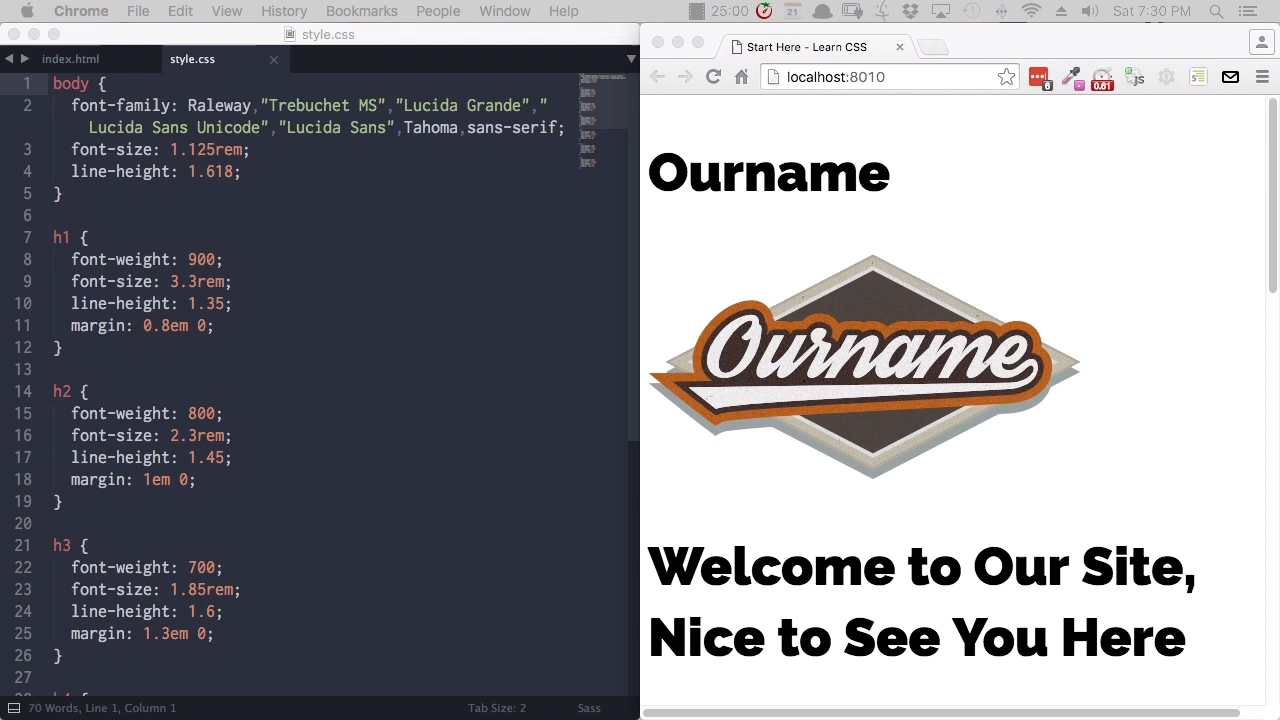 Chrome File Edit View History Bookmarks People Window Help 25:00 21 Sat 7:30 PM
style.css
index.html style.css
1 body {
2 font-family: Raleway,"Trebuchet MS","Lucida Grande","
Lucida Sans Unicode","Lucida Sans",Tahoma,sans-serif;
3 font-size: 1.125rem;
4 line-height: 1.618;
5 }
6
7 h1 {
8 font-weight: 900;
9 font-size: 3.3rem;
10 line-height: 1.35;
11 margin: 0.8em 0;
12 }
13
14 h2 {
15 font-weight: 800;
16 font-size: 2.3rem;
17 line-height: 1.45;
18 margin: 1em 0;
19 }
20
21 h3 {
22 font-weight: 700;
23 font-size: 1.85rem;
24 line-height: 1.6;
25 margin: 1.3em 0;
26 }
27
70 Words, Line 1, Column 1 Tab Size: 2 Sass
Start Here - Learn CSS
localhost:8010 6 0.61 JS
Ourname
Ourname
Welcome to Our Site,
Nice to See You Here